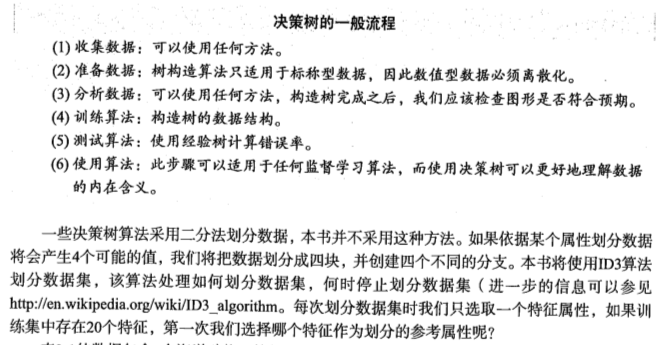 决策树的一般流程
(1) 收集数据：可以使用任何方法。
(2) 准备数据：树构造算法只适用于标称型数据，因此数值型数据必须离散化。
(3) 分析数据：可以使用任何方法，构造树完成之后，我们应该检查图形是否符合预期。
(4) 训练算法：构造树的数据结构。
(5) 测试算法：使用经验树计算错误率。
(6) 使用算法：此步骤可以适用于任何监督学习算法，而使用决策树可以更好地理解数据
的内在含义。
一些决策树算法采用二分法划分数据，本书并不采用这种方法。如果依据某个属性划分数据
将会产生4个可能的值，我们将把数据划分成四块，并创建四个不同的分支。本书将使用ID3算法
划分数据集，该算法处理如何划分数据集，何时停止划分数据集（进一步的信息可以参见
http://en.wikipedia.org/wiki/ID3_algorithm。每次划分数据集时我们只选取一个特征属性，如果训
练集中存在20个特征，第一次我们选择哪个特征作为划分的参考属性呢？